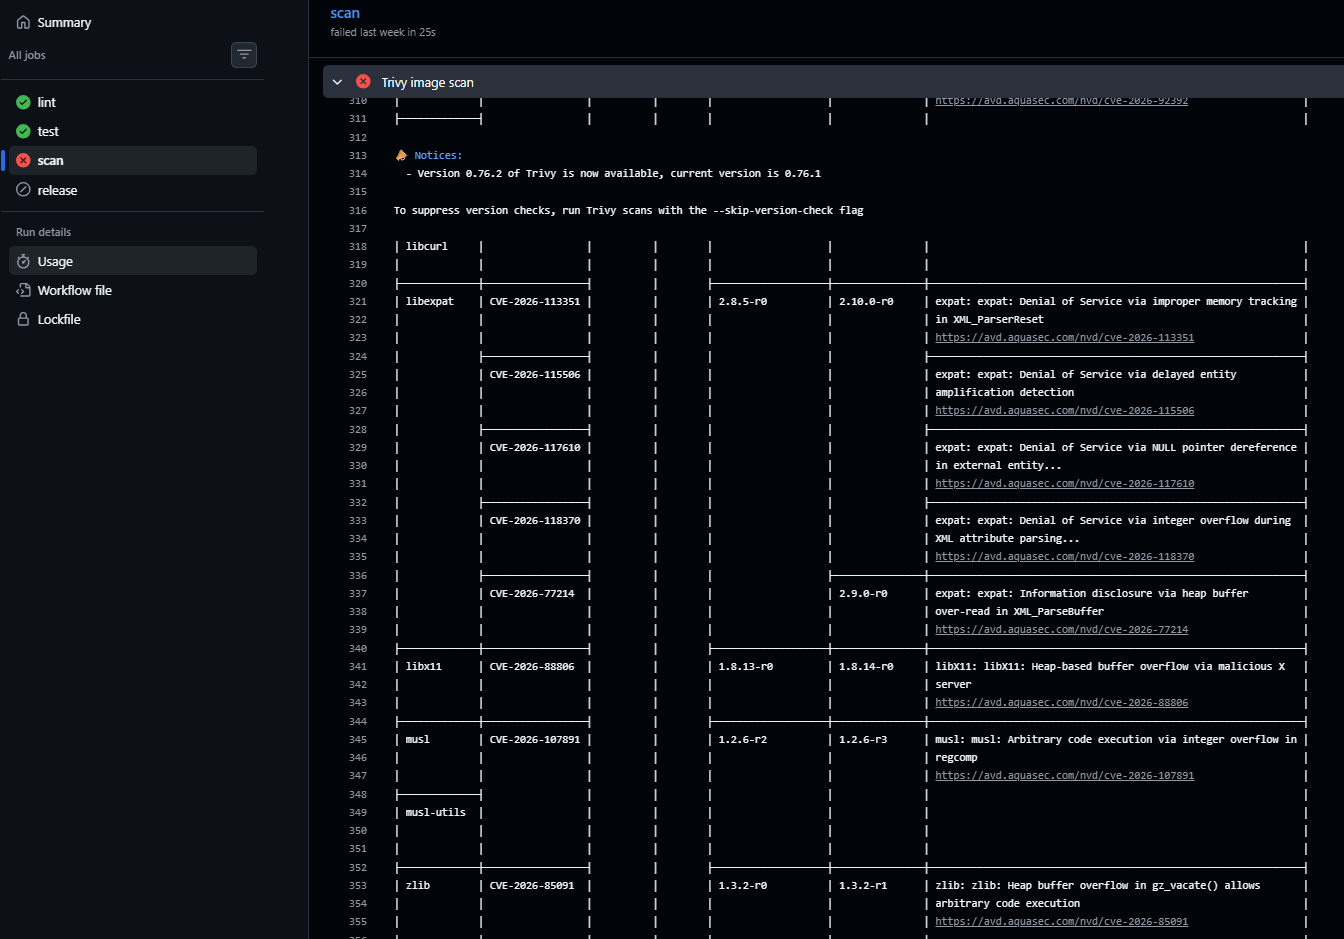 Summary
All jobs
lint
test
scan
release
Run details
Usage
Workflow file
Lockfile
scan
failed last week in 25s
Trivy image scan
310 https://avd.aquasec.com/nvd/cve-2026-92392
311
312
313 Notices:
314 - Version 0.76.2 of Trivy is now available, current version is 0.76.1
315
316 To suppress version checks, run Trivy scans with the --skip-version-check flag
317
318 libcurl
319
320
321 libexpat CVE-2026-113351 2.8.5-r0 2.10.0-r0 expat: expat: Denial of Service via improper memory tracking
322 in XML_ParserReset
323 https://avd.aquasec.com/nvd/cve-2026-113351
324
325 CVE-2026-115506 expat: expat: Denial of Service via delayed entity
326 amplification detection
327 https://avd.aquasec.com/nvd/cve-2026-115506
328
329 CVE-2026-117610 expat: expat: Denial of Service via NULL pointer dereference
330 in external entity...
331 https://avd.aquasec.com/nvd/cve-2026-117610
332
333 CVE-2026-118370 expat: expat: Denial of Service via integer overflow during
334 XML attribute parsing...
335 https://avd.aquasec.com/nvd/cve-2026-118370
336
337 CVE-2026-77214 2.9.0-r0 expat: expat: Information disclosure via heap buffer
338 over-read in XML_ParseBuffer
339 https://avd.aquasec.com/nvd/cve-2026-77214
340
341 libx11 CVE-2026-88806 1.8.13-r0 1.8.14-r0 libX11: libX11: Heap-based buffer overflow via malicious X
342 server
343 https://avd.aquasec.com/nvd/cve-2026-88806
344
345 musl CVE-2026-107891 1.2.6-r2 1.2.6-r3 musl: musl: Arbitrary code execution via integer overflow in
346 regcomp
347 https://avd.aquasec.com/nvd/cve-2026-107891
348
349 musl-utils
350
351
352
353 zlib CVE-2026-85091 1.3.2-r0 1.3.2-r1 zlib: zlib: Heap buffer overflow in gz_vacate() allows
354 arbitrary code execution
355 https://avd.aquasec.com/nvd/cve-2026-85091
356